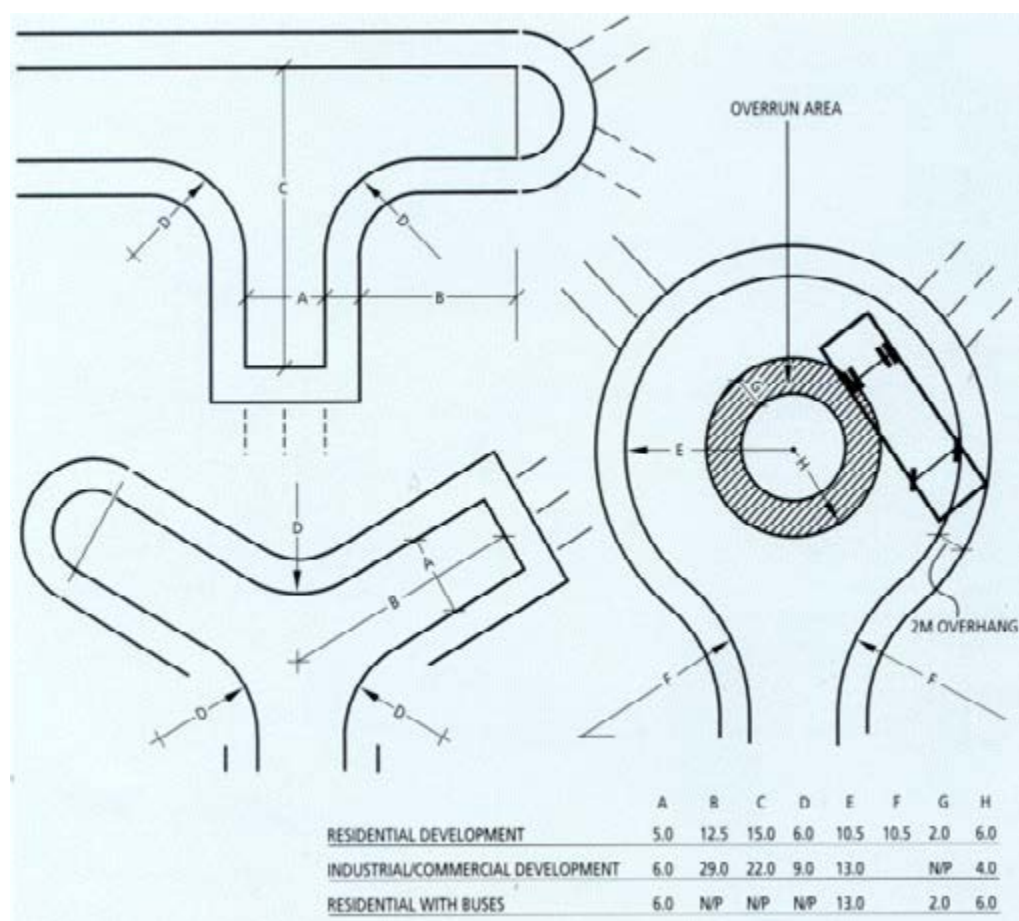 OVERRUN AREA
C
D
D
A
B
G
E
H
D
A
B
2M OVERHANG
F
F
D
D
A B C D E F G H
RESIDENTIAL DEVELOPMENT 5.0 12.5 15.0 6.0 10.5 10.5 2.0 6.0
INDUSTRIAL/COMMERCIAL DEVELOPMENT 6.0 29.0 22.0 9.0 13.0 N/P 4.0
RESIDENTIAL WITH BUSES 6.0 N/P N/P N/P 13.0 2.0 6.0